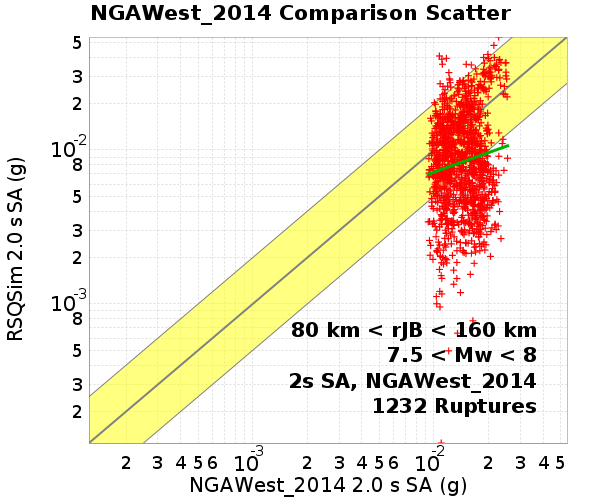 NGAWest_2014 Comparison Scatter
RSQSim 2.0 s SA (g)
5
3
2
10-2
8
5
3
2
10-3
8
5
3
2
80 km < rJB < 160 km
7.5 < Mw < 8
2s SA, NGAWest_2014
1232 Ruptures
2 3 4 5 6 8 10-3 2 3 4 5 6 8 10-2 2 3 4 5
NGAWest_2014 2.0 s SA (g)